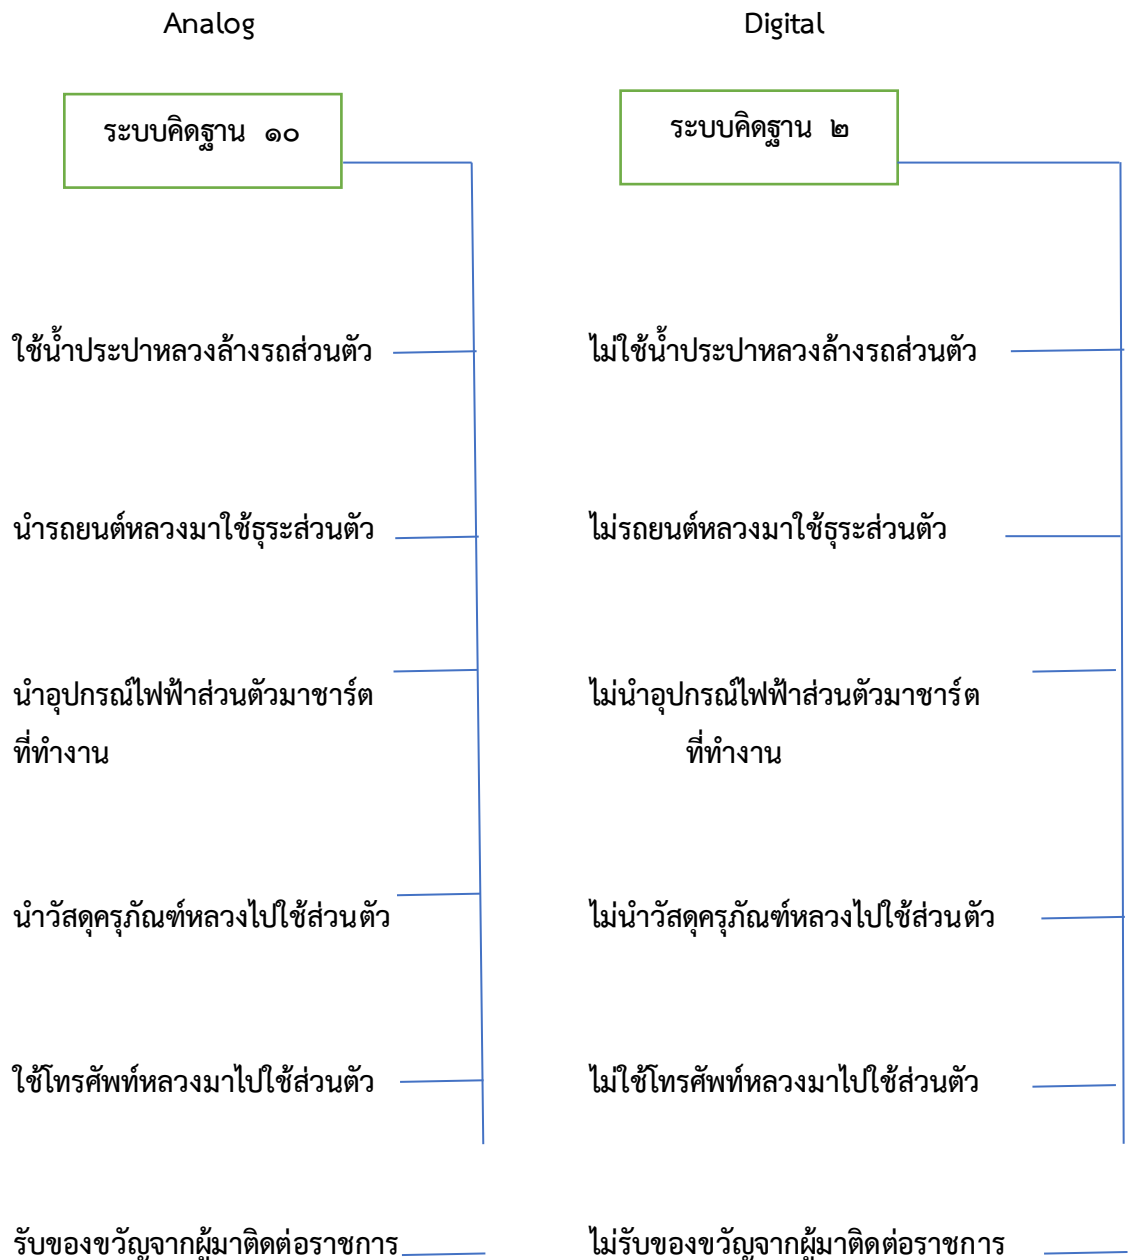 Analog
Digital
ระบบคิดฐาน ๑๐
ระบบคิดฐาน ๒
ใช้น้ำประปาหลวงล้างรถส่วนตัว
ไม่ใช้น้ำประปาหลวงล้างรถส่วนตัว
นำรถยนต์หลวงมาใช้ธุระส่วนตัว
ไม่รถยนต์หลวงมาใช้ธุระส่วนตัว
นำอุปกรณ์ไฟฟ้าส่วนตัวมาชาร์ต
ที่ทำงาน
ไม่นำอุปกรณ์ไฟฟ้าส่วนตัวมาชาร์ต
ที่ทำงาน
นำวัสดุครุภัณฑ์หลวงไปใช้ส่วนตัว
ไม่นำวัสดุครุภัณฑ์หลวงไปใช้ส่วนตัว
ใช้โทรศัพท์หลวงมาไปใช้ส่วนตัว
ไม่ใช้โทรศัพท์หลวงมาไปใช้ส่วนตัว
รับของขวัญจากผู้มาติดต่อราชการ
ไม่รับของขวัญจากผู้มาติดต่อราชการ